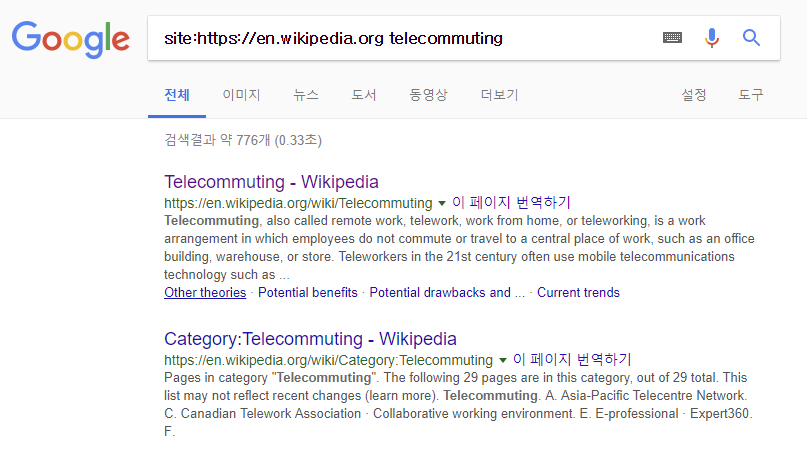 Google
site:https://en.wikipedia.org telecommuting
전체 이미지 뉴스 도서 동영상 더보기 설정 도구
검색결과 약 776개 (0.33초)
Telecommuting - Wikipedia
https://en.wikipedia.org/wiki/Telecommuting 이 페이지 번역하기
Telecommuting, also called remote work, telework, work from home, or teleworking, is a work
arrangement in which employees do not commute or travel to a central place of work, such as an office
building, warehouse, or store. Teleworkers in the 21st century often use mobile telecommunications
technology such as ...
Other theories · Potential benefits · Potential drawbacks and ... · Current trends
Category:Telecommuting - Wikipedia
https://en.wikipedia.org/wiki/Category:Telecommuting 이 페이지 번역하기
Pages in category "Telecommuting". The following 29 pages are in this category, out of 29 total. This
list may not reflect recent changes (learn more). Telecommuting. A. Asia-Pacific Telecentre Network.
C. Canadian Telework Association · Collaborative working environment. E. E-professional · Expert360.
F.